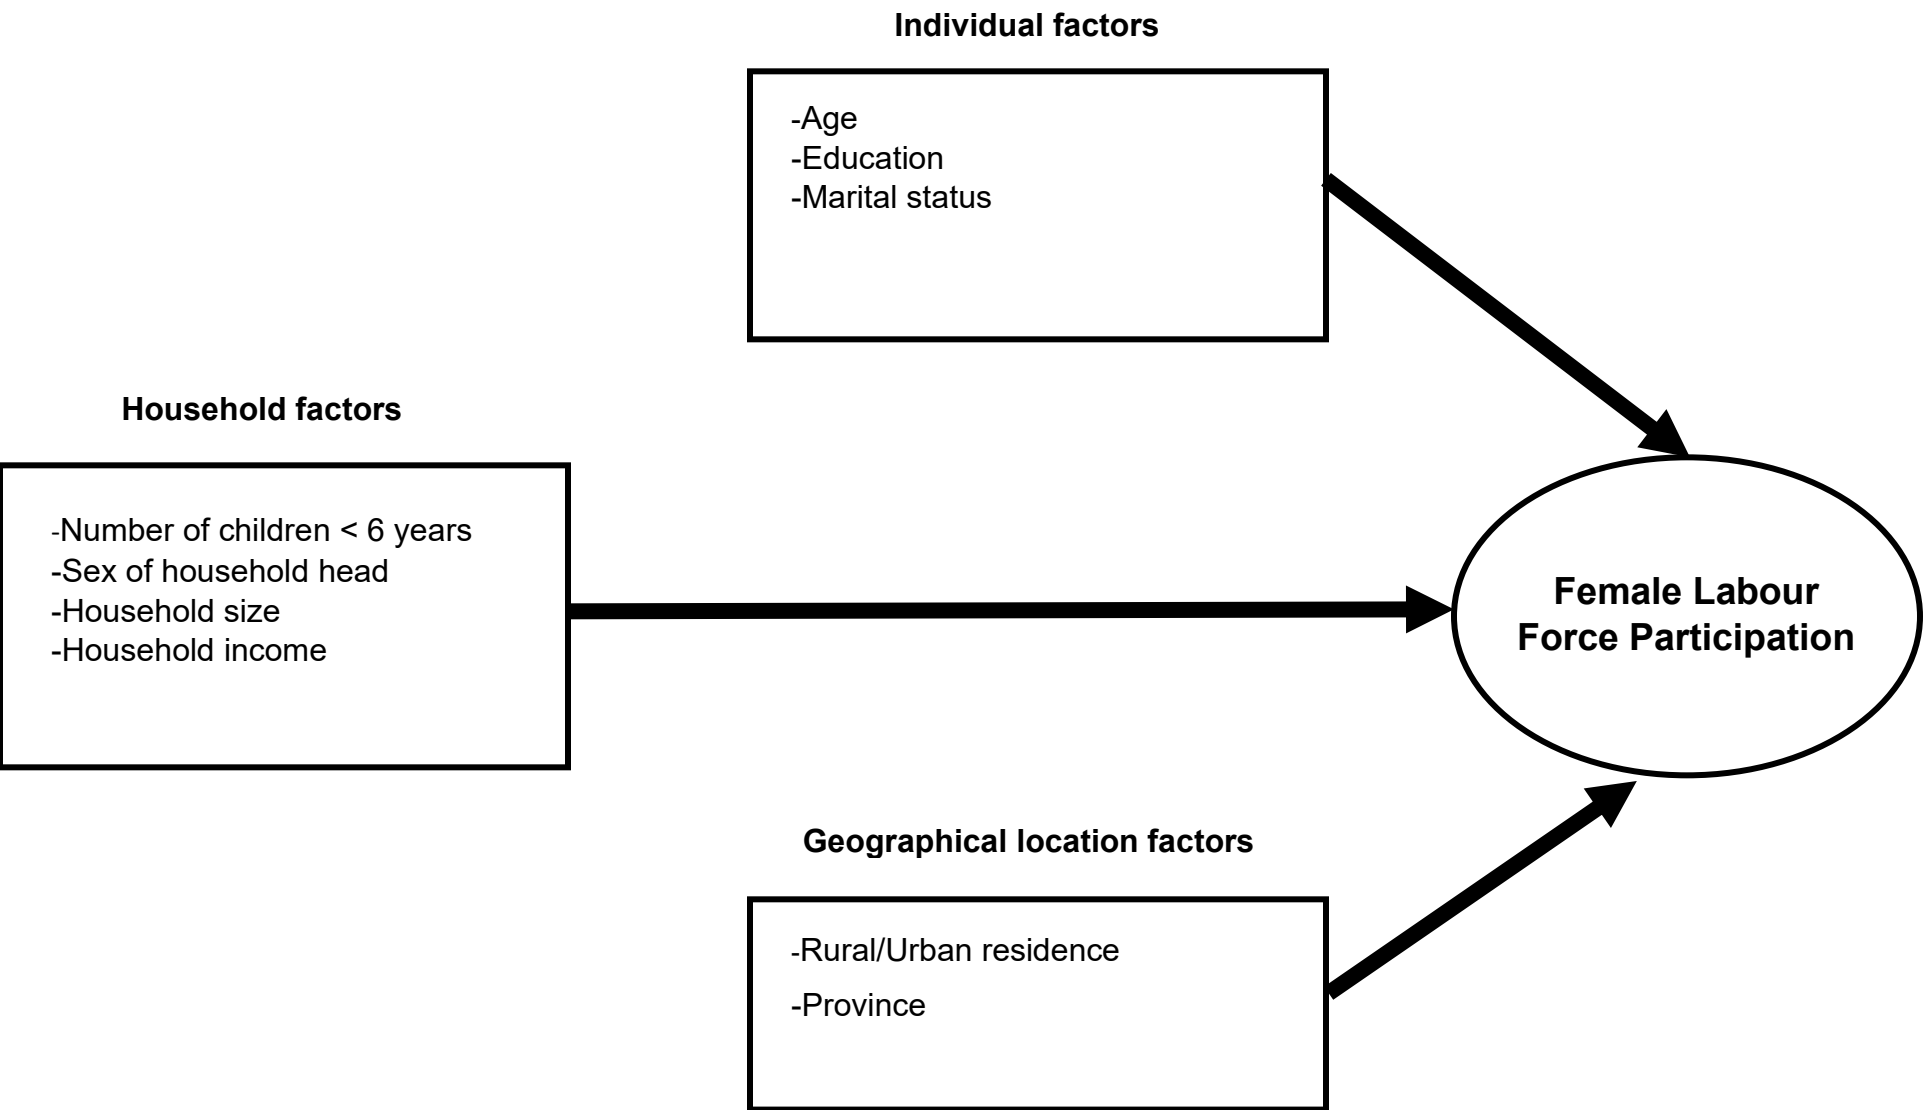 Individual factors
-Age
-Education
-Marital status
Household factors
-Number of children < 6 years
-Sex of household head
-Household size
-Household income
Female Labour
Force Participation
Geographical location factors
-Rural/Urban residence
-Province